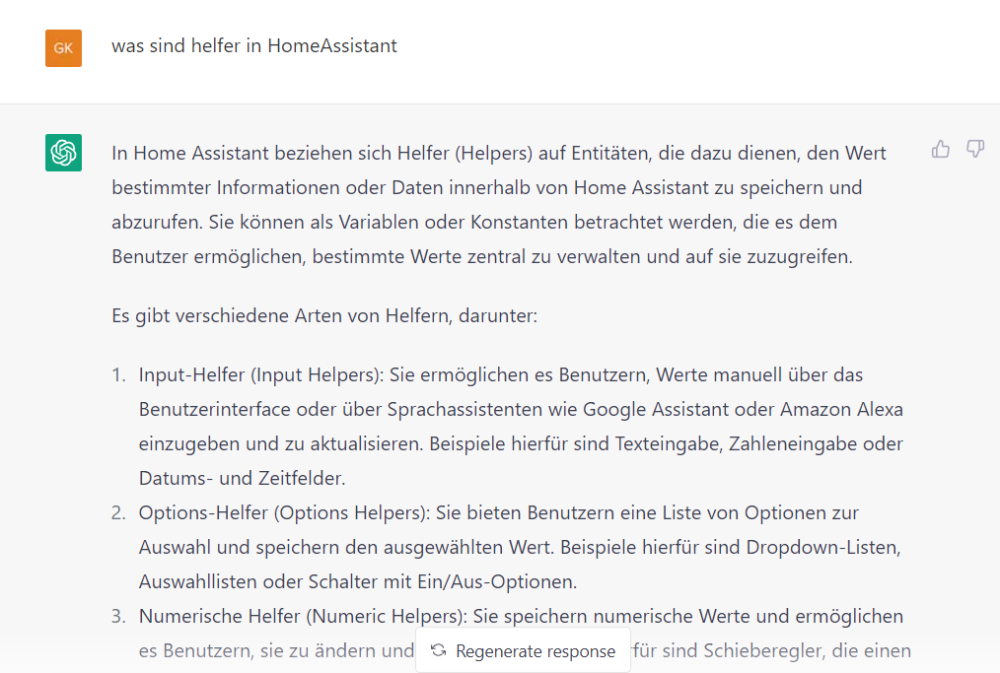 GK
was sind helfer in HomeAssistant
In Home Assistant beziehen sich Helfer (Helpers) auf Entitäten, die dazu dienen, den Wert
bestimmter Informationen oder Daten innerhalb von Home Assistant zu speichern und
abzurufen. Sie können als Variablen oder Konstanten betrachtet werden, die es dem
Benutzer ermöglichen, bestimmte Werte zentral zu verwalten und auf sie zuzugreifen.
Es gibt verschiedene Arten von Helfern, darunter:
1. Input-Helfer (Input Helpers): Sie ermöglichen es Benutzern, Werte manuell über das
Benutzerinterface oder über Sprachassistenten wie Google Assistant oder Amazon Alexa
einzugeben und zu aktualisieren. Beispiele hierfür sind Texteingabe, Zahleneingabe oder
Datums- und Zeitfelder.
2. Options-Helfer (Options Helpers): Sie bieten Benutzern eine Liste von Optionen zur
Auswahl und speichern den ausgewählten Wert. Beispiele hierfür sind Dropdown-Listen,
Auswahllisten oder Schalter mit Ein/Aus-Optionen.
3. Numerische Helfer (Numeric Helpers): Sie speichern numerische Werte und ermöglichen
es Benutzern, sie zu ändern und für sind Schieberegler, die einen
Regenerate response